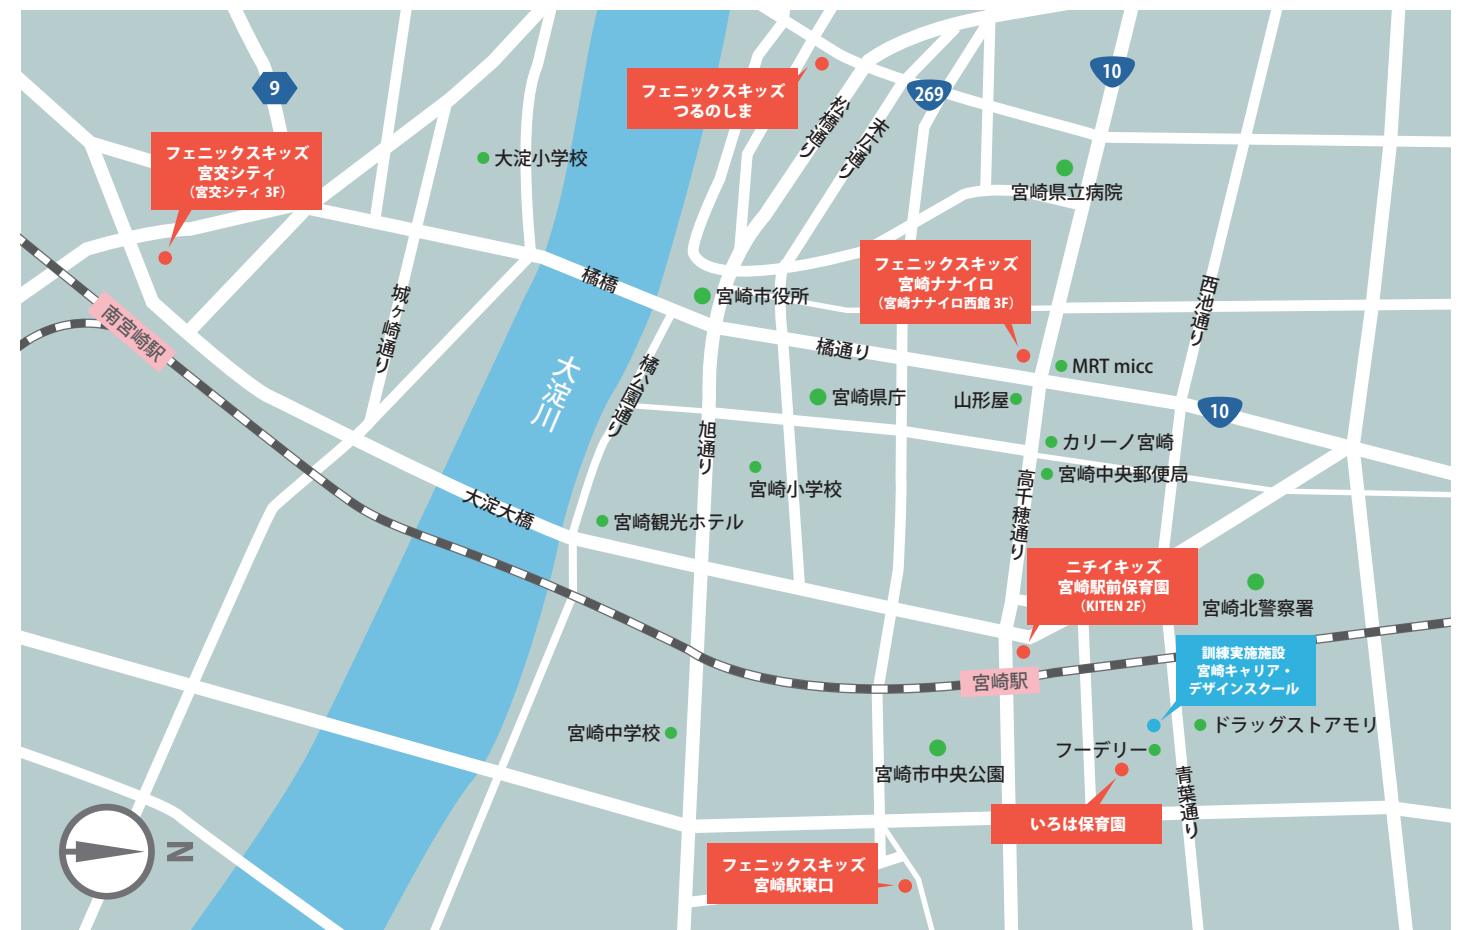 9
フェニックスキッズ
宮交シティ
（宮交シティ 3F）
大淀小学校
フェニックスキッズ
つるのしま
松橋通り
末広通り
269
10
宮崎県立病院
城ヶ崎通り
南宮崎駅
橘橋
宮崎市役所
フェニックスキッズ
宮崎ナナイロ
（宮崎ナナイロ西館 3F）
西池通り
橘通り
MRT micc
大淀川
橘公園通り
宮崎県庁
山形屋
10
旭通り
カリーノ宮崎
宮崎中央郵便局
宮崎小学校
高千穂通り
大淀大橋
宮崎観光ホテル
ニチイキッズ
宮崎駅前保育園
（KITEN 2F）
宮崎北警察署
訓練実施施設
宮崎キャリア・
デザインスクール
宮崎駅
宮崎中学校
宮崎市中央公園
フーデリー
ドラッグストアモリ
青葉通り
いろは保育園
フェニックスキッズ
宮崎駅東口
N